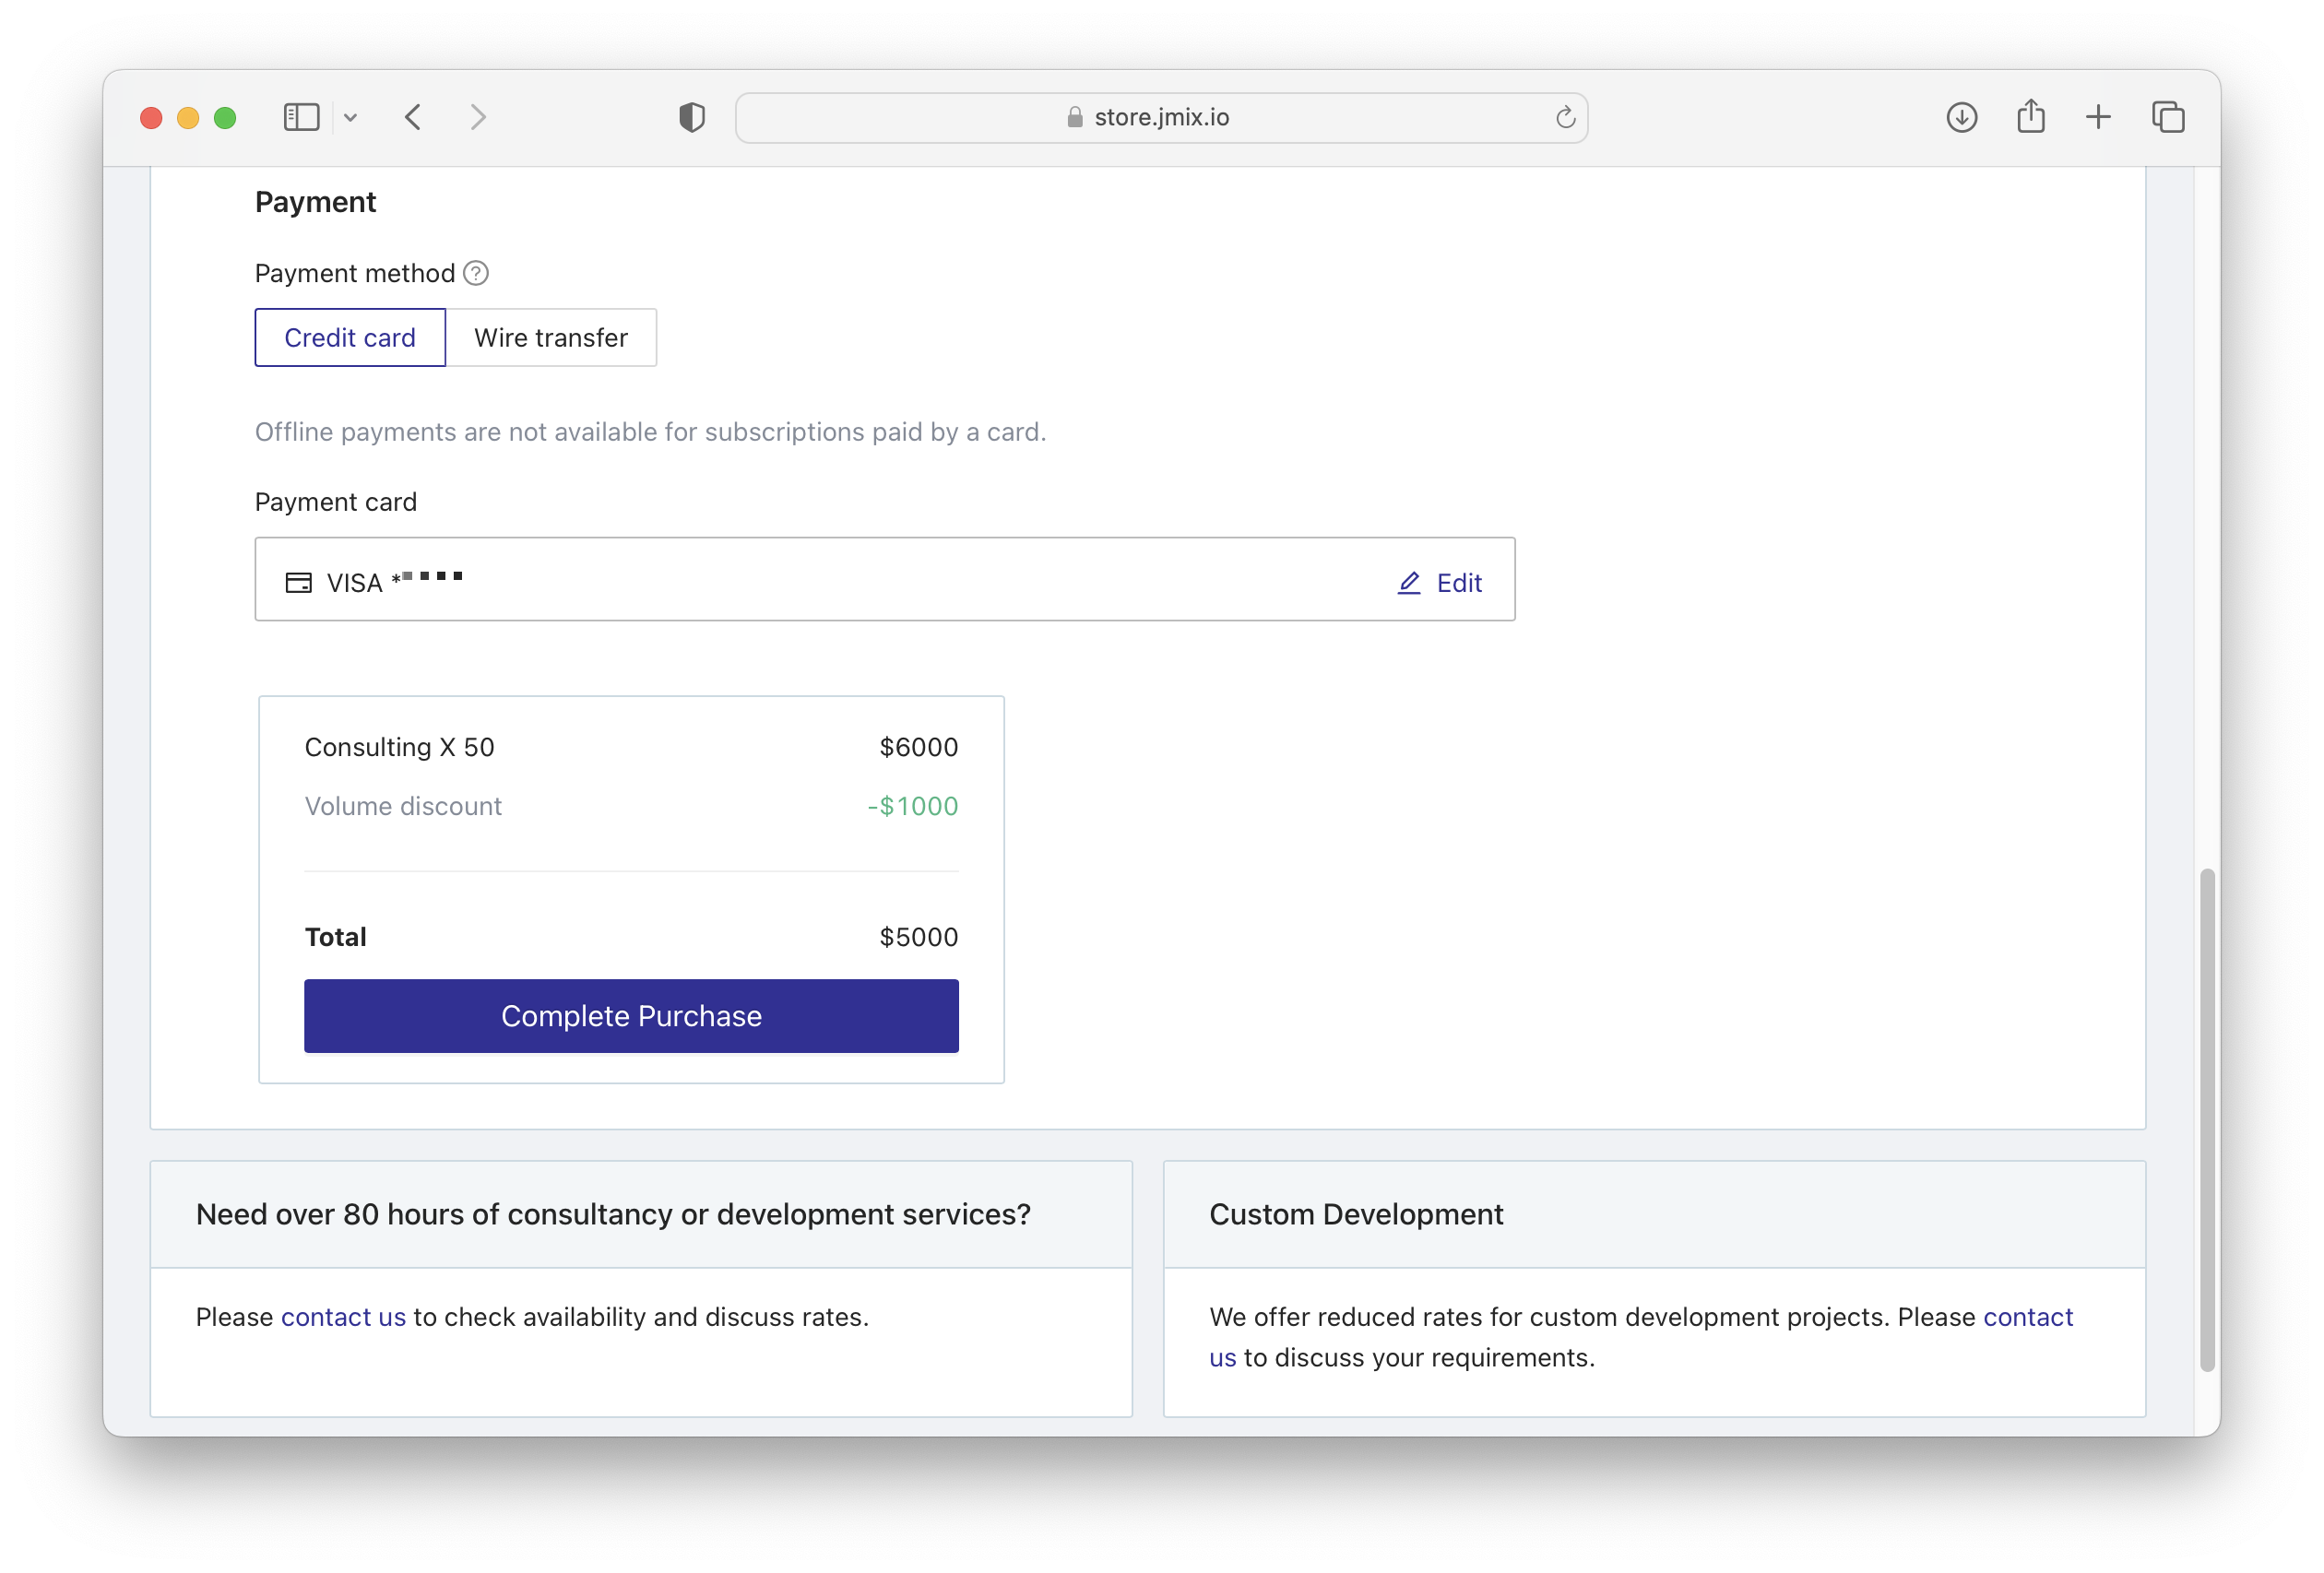 store.jmix.io
Payment
Payment method
Credit card
Wire transfer
Offline payments are not available for subscriptions paid by a card.
Payment card
VISA *
Edit
Consulting X 50
$6000
Volume discount
-$1000
Total
$5000
Complete Purchase
Need over 80 hours of consultancy or development services?
Please contact us to check availability and discuss rates.
Custom Development
We offer reduced rates for custom development projects. Please contact
us to discuss your requirements.